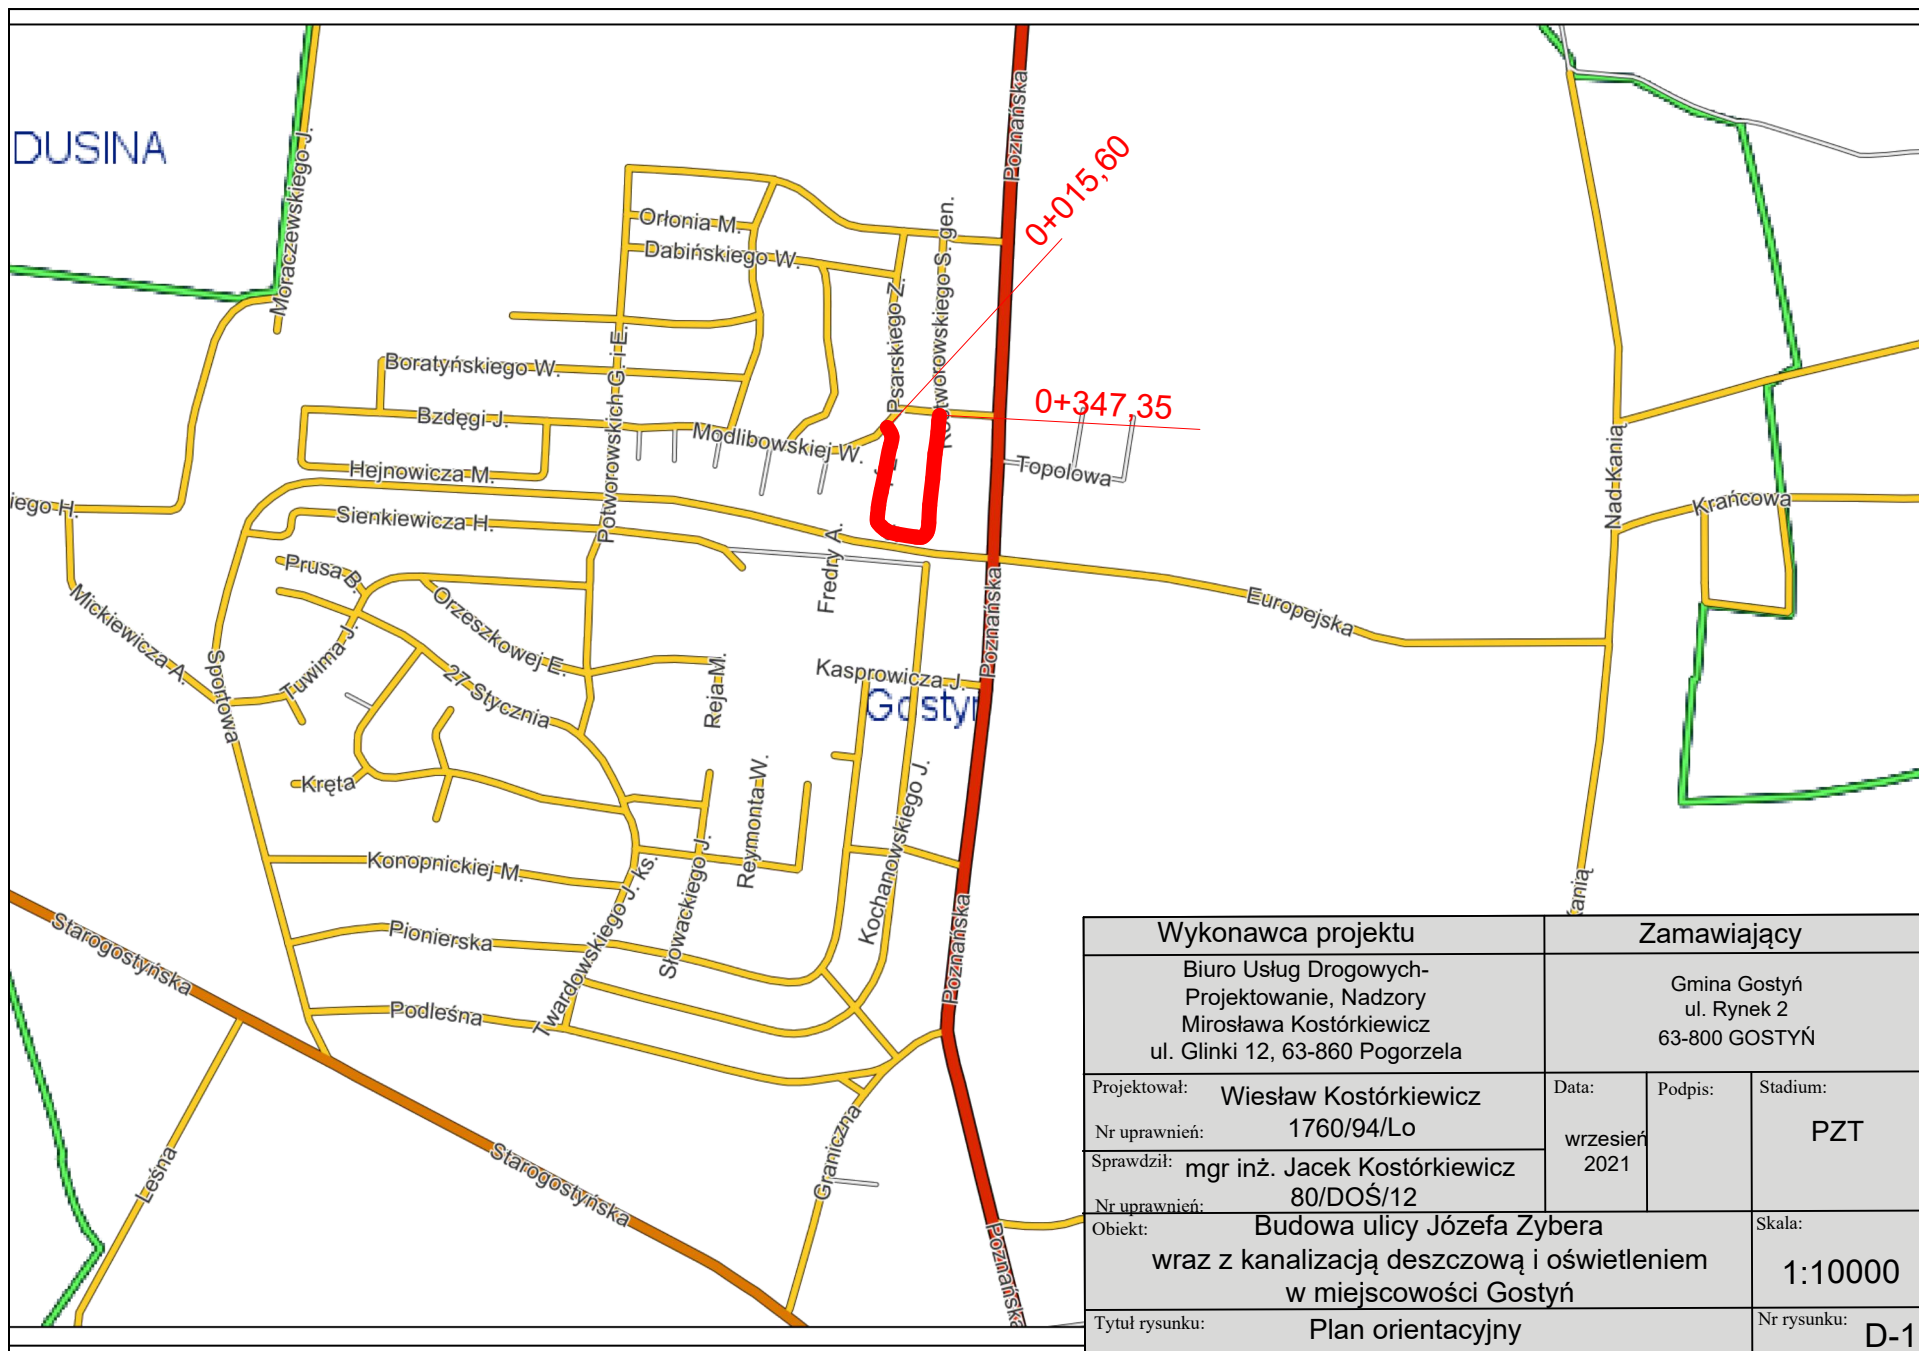 DUSINA
Moraczewskiego J.
Poznańska
0+015,60
Orłonia M.
Dabińskiego W.
Psarskiego Z.
Kotworowskiego S. gen.
Potworowskich G. i E.
Boratyńskiego W.
Bzdęgi J.
Modlibowskiej W.
0+347,35
Topolowa
Hejnowicza M.
Sienkiewicza H.
iego H.
Nad Kanią
Krańcowa
Prusa B.
Fredry A.
Mickiewicza A.
Orzeszkowej E.
Tuwima J.
Europejska
Poznańska
Sportowa
27 Stycznia
Reja M.
Kasprowicza J.
Gostyń
Kręta
Reymonta W.
Kochanowskiego J.
Konopnickiej M.
Słowackiego J.
Twardowskiego J. ks.
Pionierska
Podleśna
Starogostyńska
Poznańska
Kanią
Leśna
Graniczna
Starogostyńska
Poznańska
Wykonawca projektu
Zamawiający
Biuro Usług Drogowych-
Projektowanie, Nadzory
Mirosława Kostórkiewicz
ul. Glinki 12, 63-860 Pogorzela
Gmina Gostyń
ul. Rynek 2
63-800 GOSTYŃ
Projektował: Wiesław Kostórkiewicz
Nr uprawnień: 1760/94/Lo
Data:
wrzesień
2021
Podpis:
Stadium:
PZT
Sprawdził: mgr inż. Jacek Kostórkiewicz
Nr uprawnień: 80/DOŚ/12
Obiekt: Budowa ulicy Józefa Zybera
wraz z kanalizacją deszczową i oświetleniem
w miejscowości Gostyń
Skala:
1:10000
Tytuł rysunku: Plan orientacyjny
Nr rysunku: D-1